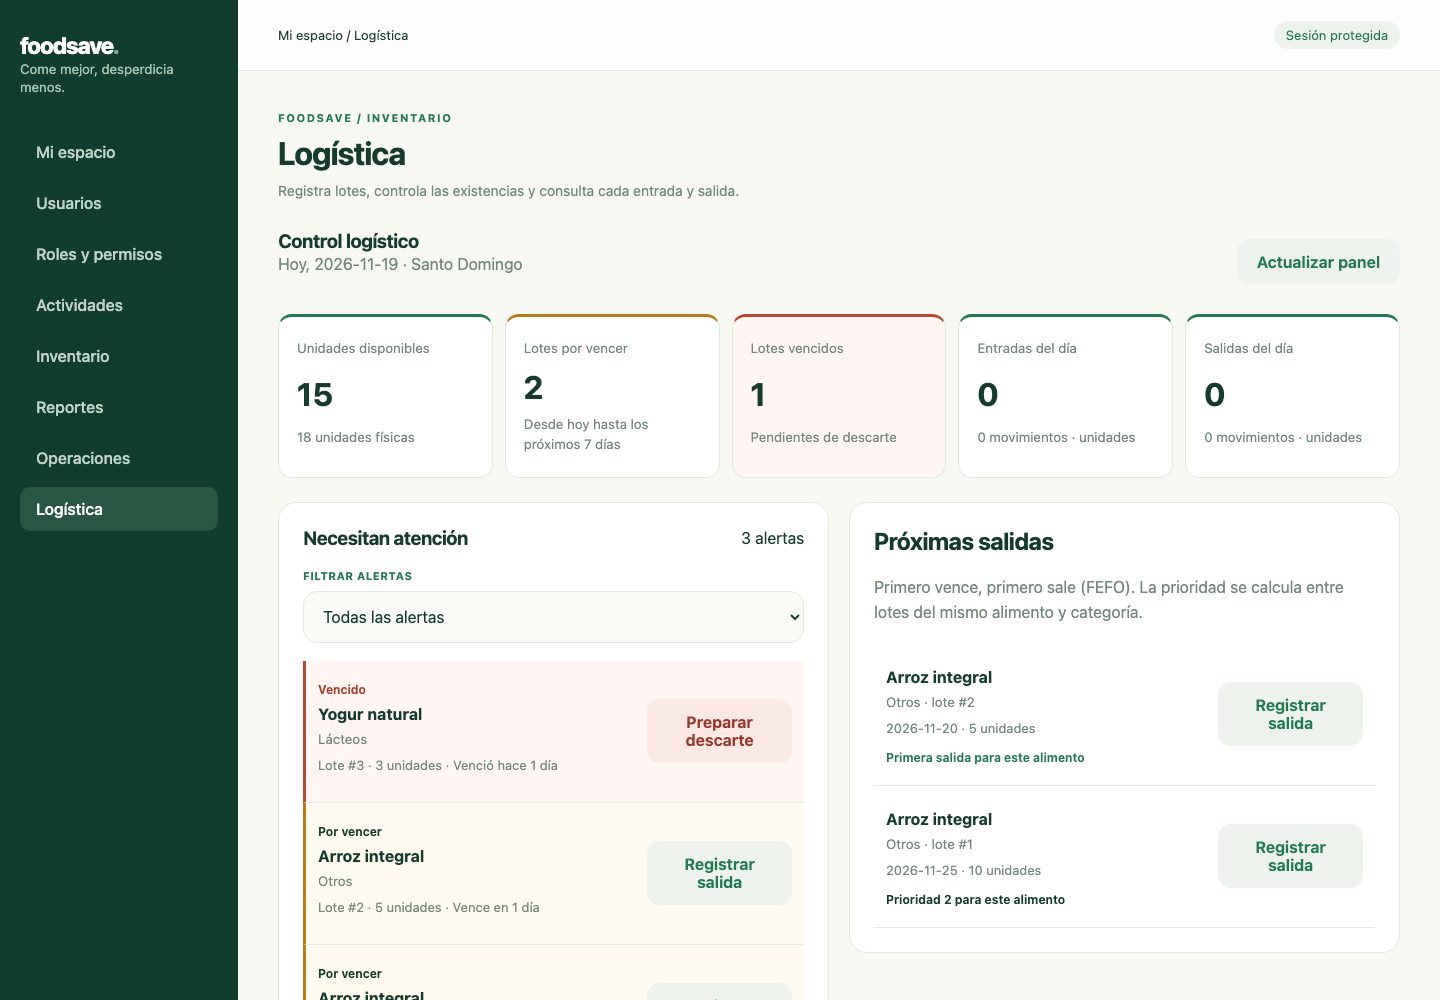 foodsave.
Come mejor, desperdicia
menos.
Mi espacio
Usuarios
Roles y permisos
Actividades
Inventario
Reportes
Operaciones
Logística
Mi espacio / Logística
Sesión protegida
FOODSAVE / INVENTARIO
Logística
Registra lotes, controla las existencias y consulta cada entrada y salida.
Control logístico
Hoy, 2026-11-19 · Santo Domingo
Actualizar panel
Unidades disponibles
15
18 unidades físicas
Lotes por vencer
2
Desde hoy hasta los
próximos 7 días
Lotes vencidos
1
Pendientes de descarte
Entradas del día
0
0 movimientos · unidades
Salidas del día
0
0 movimientos · unidades
Necesitan atención
3 alertas
FILTRAR ALERTAS
Todas las alertas
Vencido
Yogur natural
Lácteos
Lote #3 · 3 unidades · Venció hace 1 día
Preparar
descarte
Por vencer
Arroz integral
Otros
Lote #2 · 5 unidades · Vence en 1 día
Registrar
salida
Por vencer
Arroz integral
Próximas salidas
Primero vence, primero sale (FEFO). La prioridad se calcula entre
lotes del mismo alimento y categoría.
Arroz integral
Otros · lote #2
2026-11-20 · 5 unidades
Primera salida para este alimento
Registrar
salida
Arroz integral
Otros · lote #1
2026-11-25 · 10 unidades
Prioridad 2 para este alimento
Registrar
salida